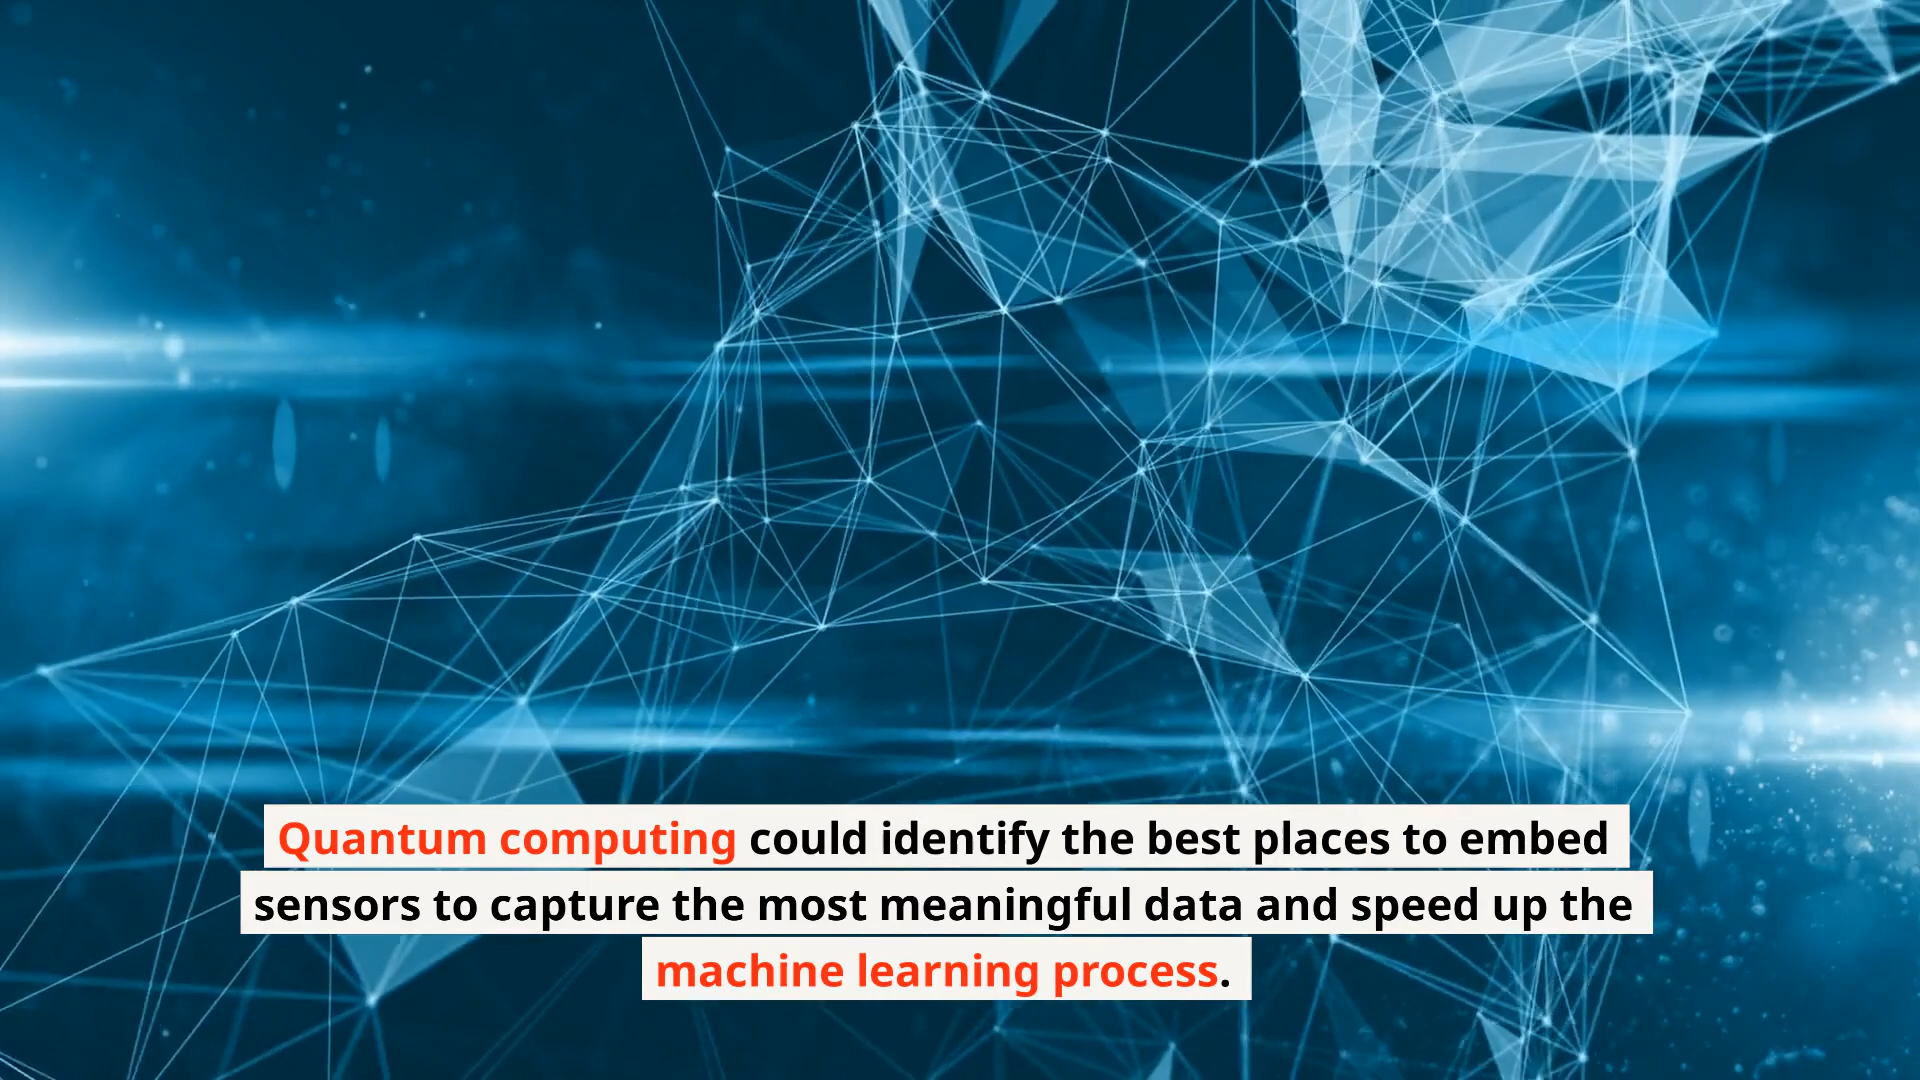 Quantum computing could identify the best places to embed
sensors to capture the most meaningful data and speed up the
machine learning process.